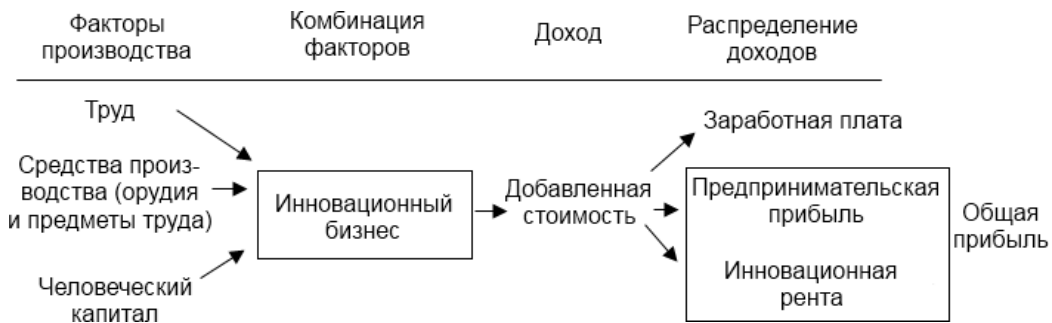 Факторы
производства
Комбинация
факторов
Доход
Распределение
доходов
Труд
Средства произ-
водства (орудия
и предметы труда)
Человеческий
капитал
Инновационный
бизнес
Добавленная
стоимость
Заработная плата
Предпринимательская
прибыль
Инновационная
рента
Общая
прибыль